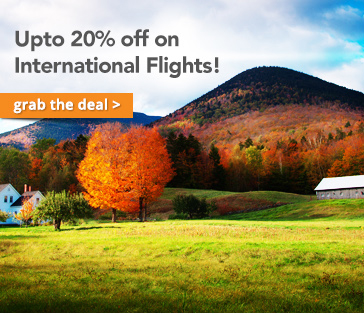 Upto 20% off on
International Flights!
grab the deal >